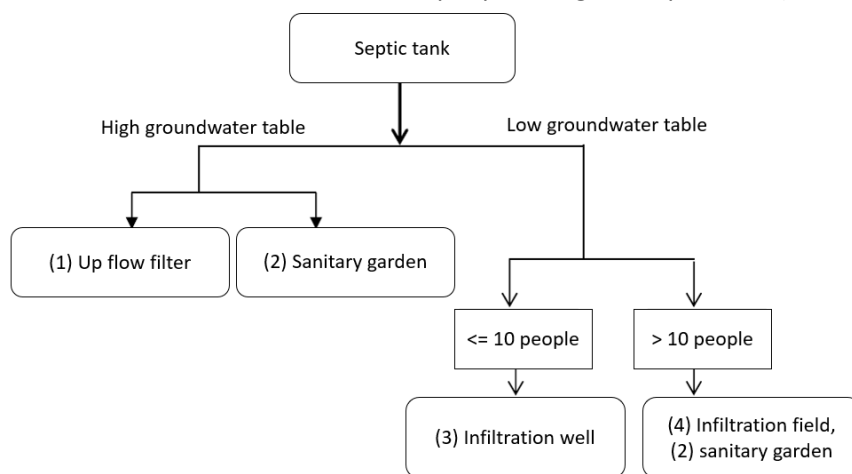 Septic tank
High groundwater table
Low groundwater table
(1) Up flow filter
(2) Sanitary garden
<= 10 people
> 10 people
(3) Infiltration well
(4) Infiltration field,
(2) sanitary garden